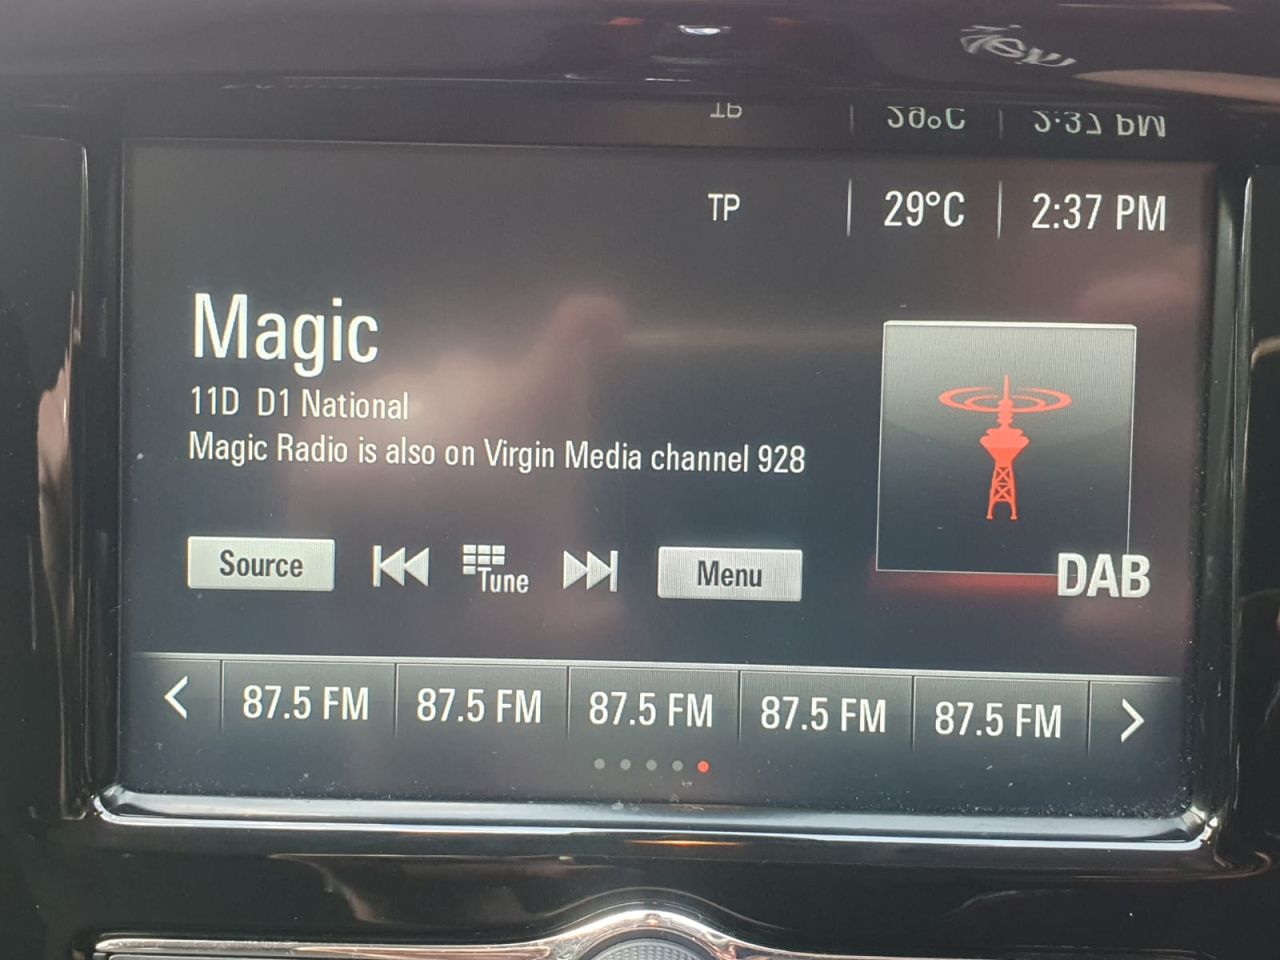 TP 29°C 2:37 PM
Magic
11D D1 National
Magic Radio is also on Virgin Media channel 928
Source Tune Menu
DAB
87.5 FM 87.5 FM 87.5 FM 87.5 FM 87.5 FM